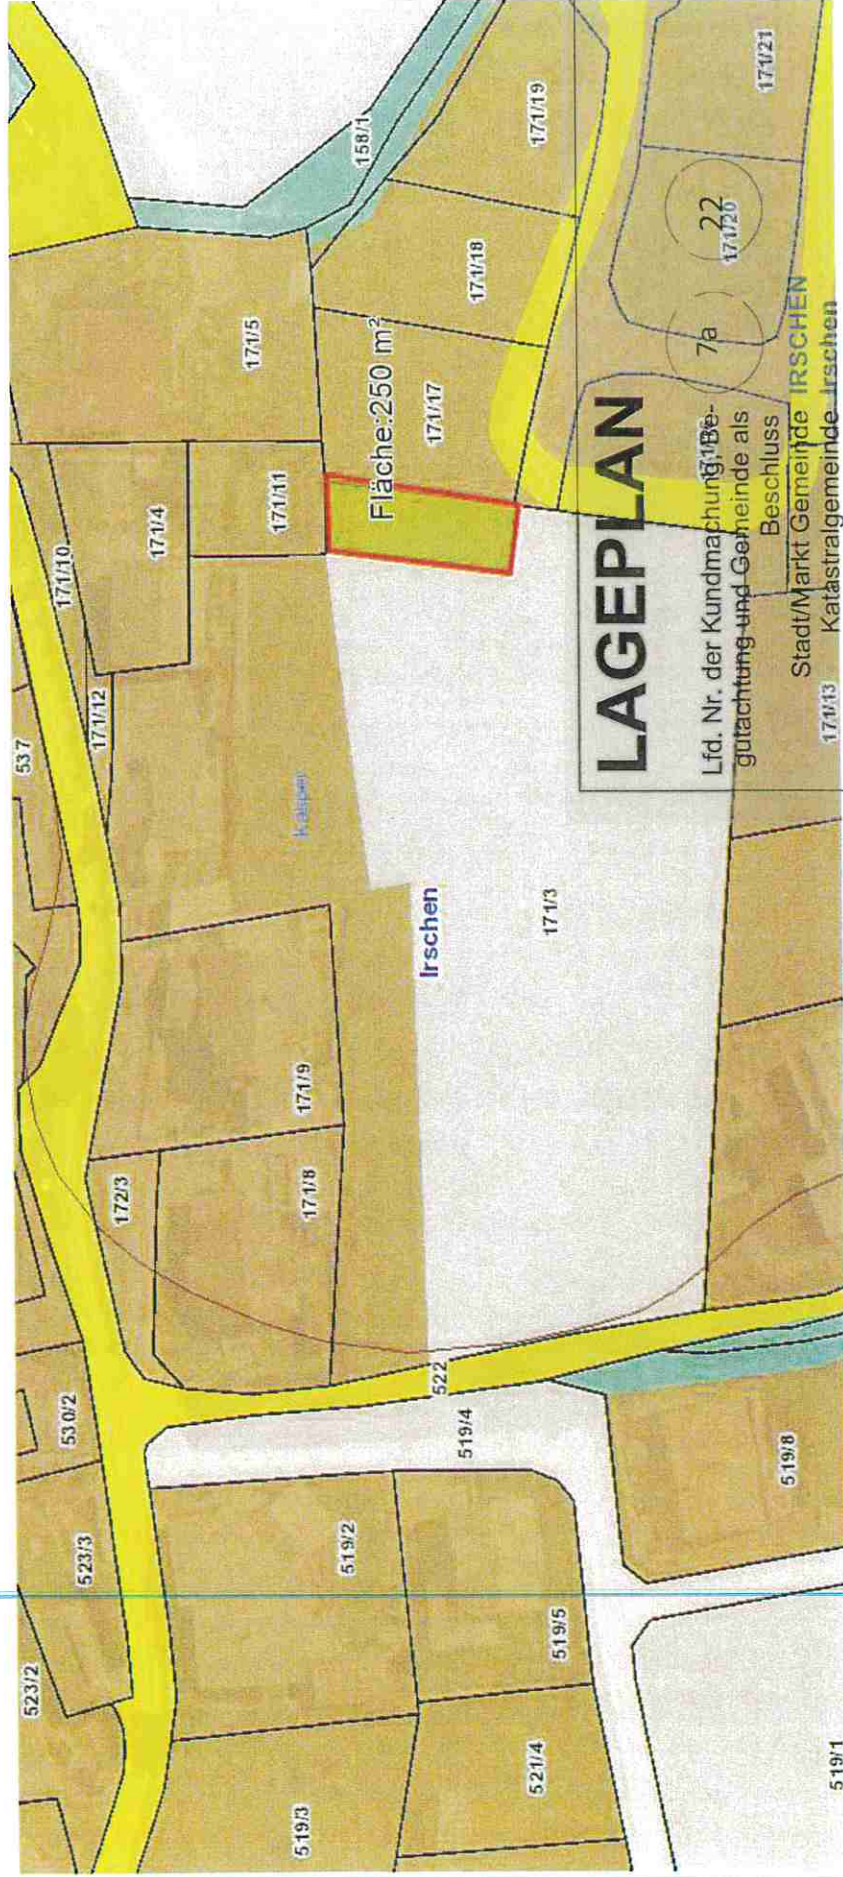 523/2
537
530/2
171/10
523/3
171/12
172/3
171/4
171/5
171/11
519/3
171/8
171/9
Kasper
519/2
158/1
Fläche:250 m²
522
Irschen
171/17
519/4
171/18
521/4
519/5
171/3
171/19
LAGEPLAN
Lfd. Nr. der Kundmachung, Be-
gutachtung und Gemeinde als
Beschluss
7a
22
171/20
171/21
519/8
Stadt/Markt Gemeinde IRSCHEN
Katastralgemeinde Irschen
519/1
171/13